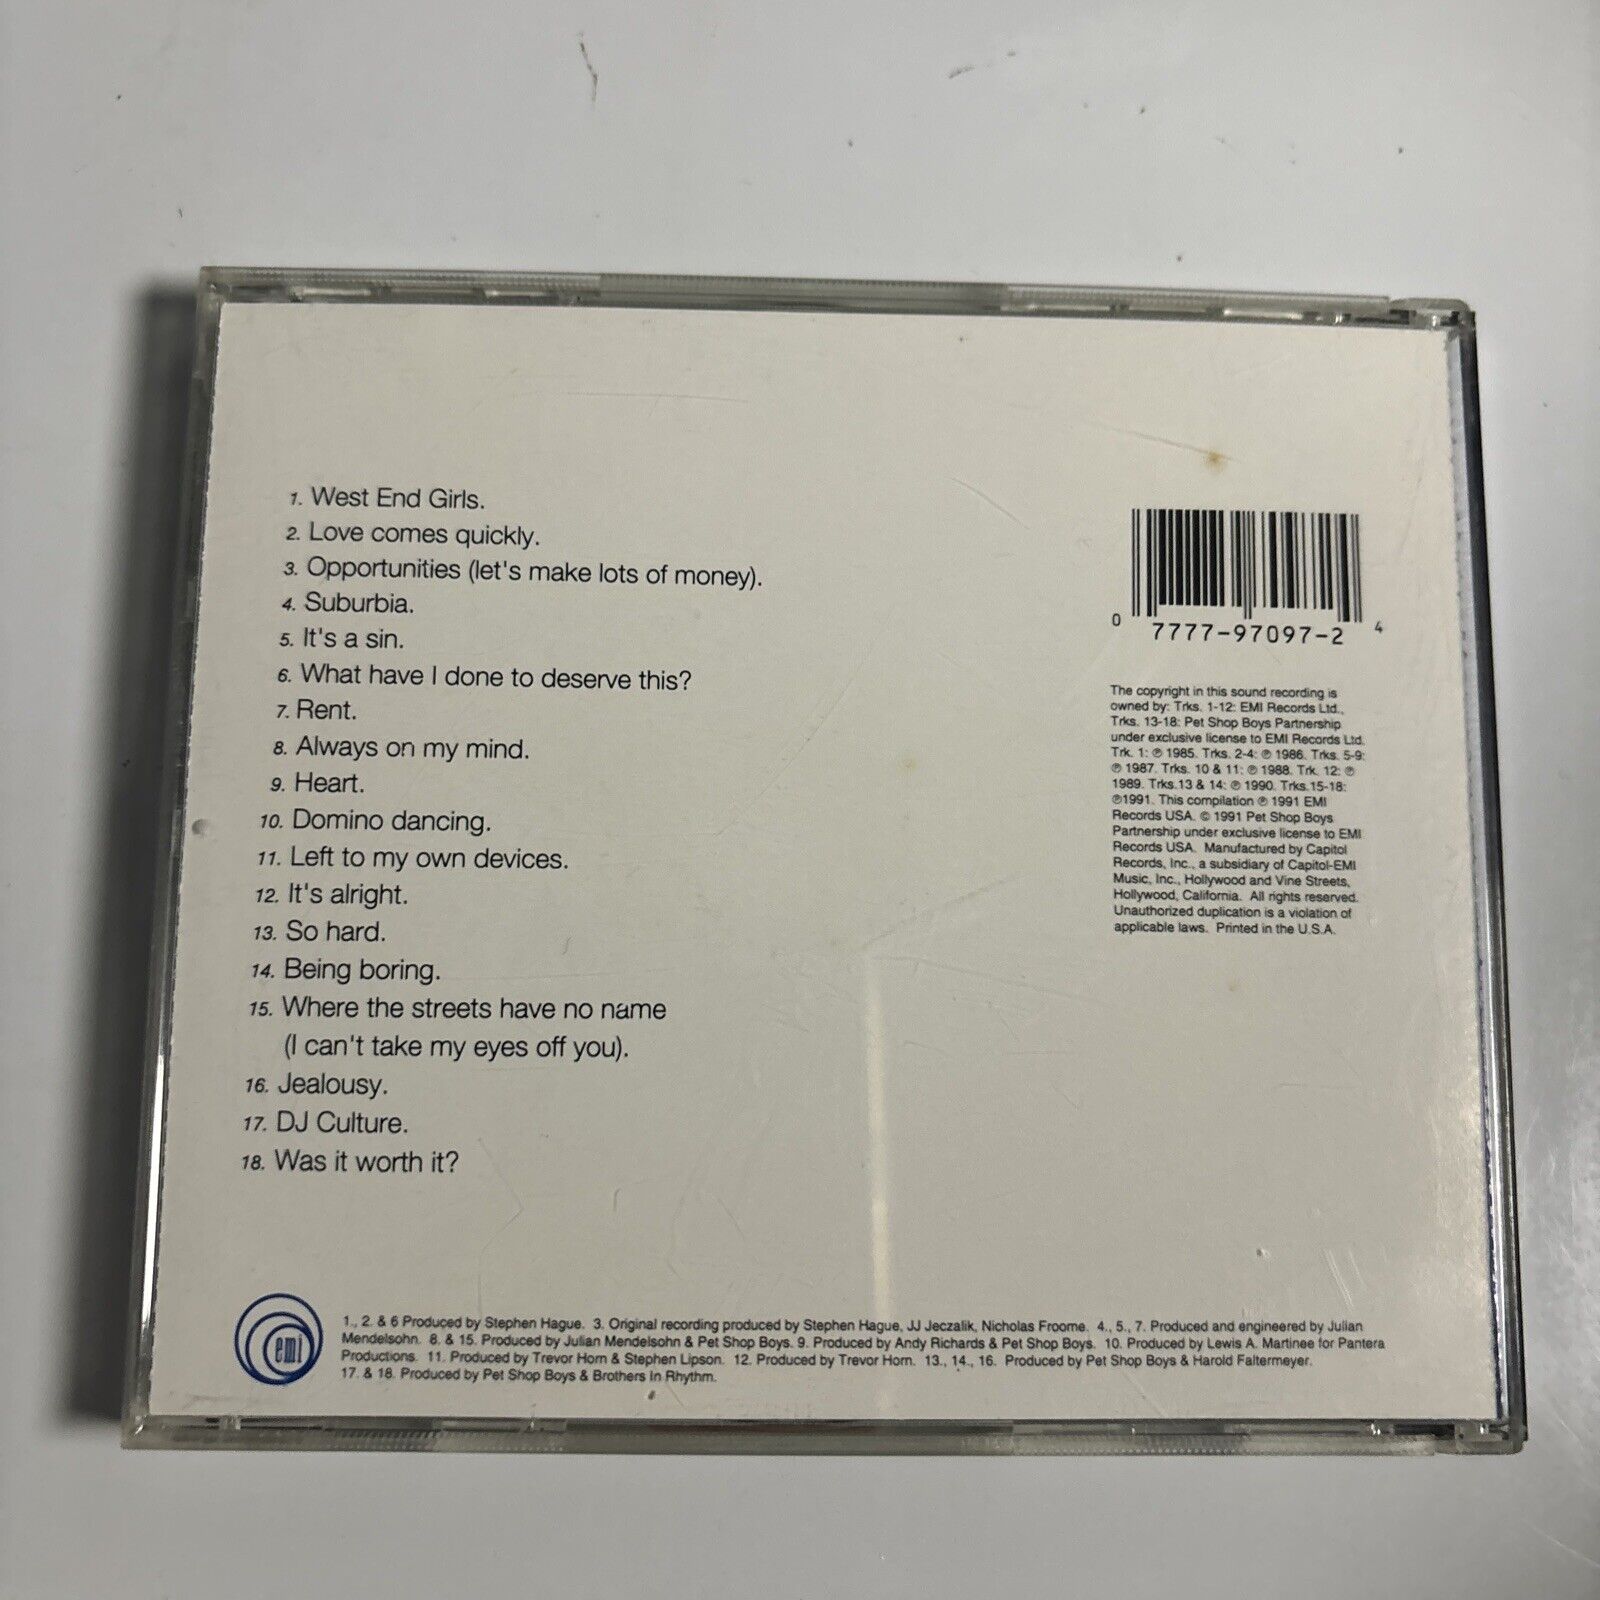 1. West End Girls.
2. Love comes quickly.
3. Opportunities (let's make lots of money).
4. Suburbia.
5. It's a sin.
6. What have I done to deserve this?
7. Rent.
8. Always on my mind.
9. Heart.
10. Domino dancing.
11. Left to my own devices.
12. It's alright.
13. So hard.
14. Being boring.
15. Where the streets have no name
(I can't take my eyes off you).
16. Jealousy.
17. DJ Culture.
18. Was it worth it?
0 7777-97097-2 4
The copyright in this sound recording is
owned by: Trks. 1-12: EMI Records Ltd.,
Trks. 13-18: Pet Shop Boys Partnership
under exclusive license to EMI Records Ltd.
Trk. 1: ℗ 1985. Trks. 2-4: ℗ 1986. Trks. 5-9:
℗ 1987. Trks. 10 & 11: ℗ 1988. Trk. 12: ℗
1989. Trks.13 & 14: ℗ 1990. Trks.15-18:
℗1991. This compilation ℗ 1991 EMI
Records USA. © 1991 Pet Shop Boys
Partnership under exclusive license to EMI
Records USA. Manufactured by Capitol
Records, Inc., a subsidiary of Capitol-EMI
Music, Inc., Hollywood and Vine Streets,
Hollywood, California. All rights reserved.
Unauthorized duplication is a violation of
applicable laws. Printed in the U.S.A.
emi
1., 2. & 6 Produced by Stephen Hague. 3. Original recording produced by Stephen Hague, JJ Jeczalik, Nicholas Froome. 4., 5., 7. Produced and engineered by Julian
Mendelsohn. 8. & 15. Produced by Julian Mendelsohn & Pet Shop Boys. 9. Produced by Andy Richards & Pet Shop Boys. 10. Produced by Lewis A. Martinee for Pantera
Productions. 11. Produced by Trevor Horn & Stephen Lipson. 12. Produced by Trevor Horn. 13., 14., 16. Produced by Pet Shop Boys & Harold Faltermeyer.
17. & 18. Produced by Pet Shop Boys & Brothers In Rhythm.